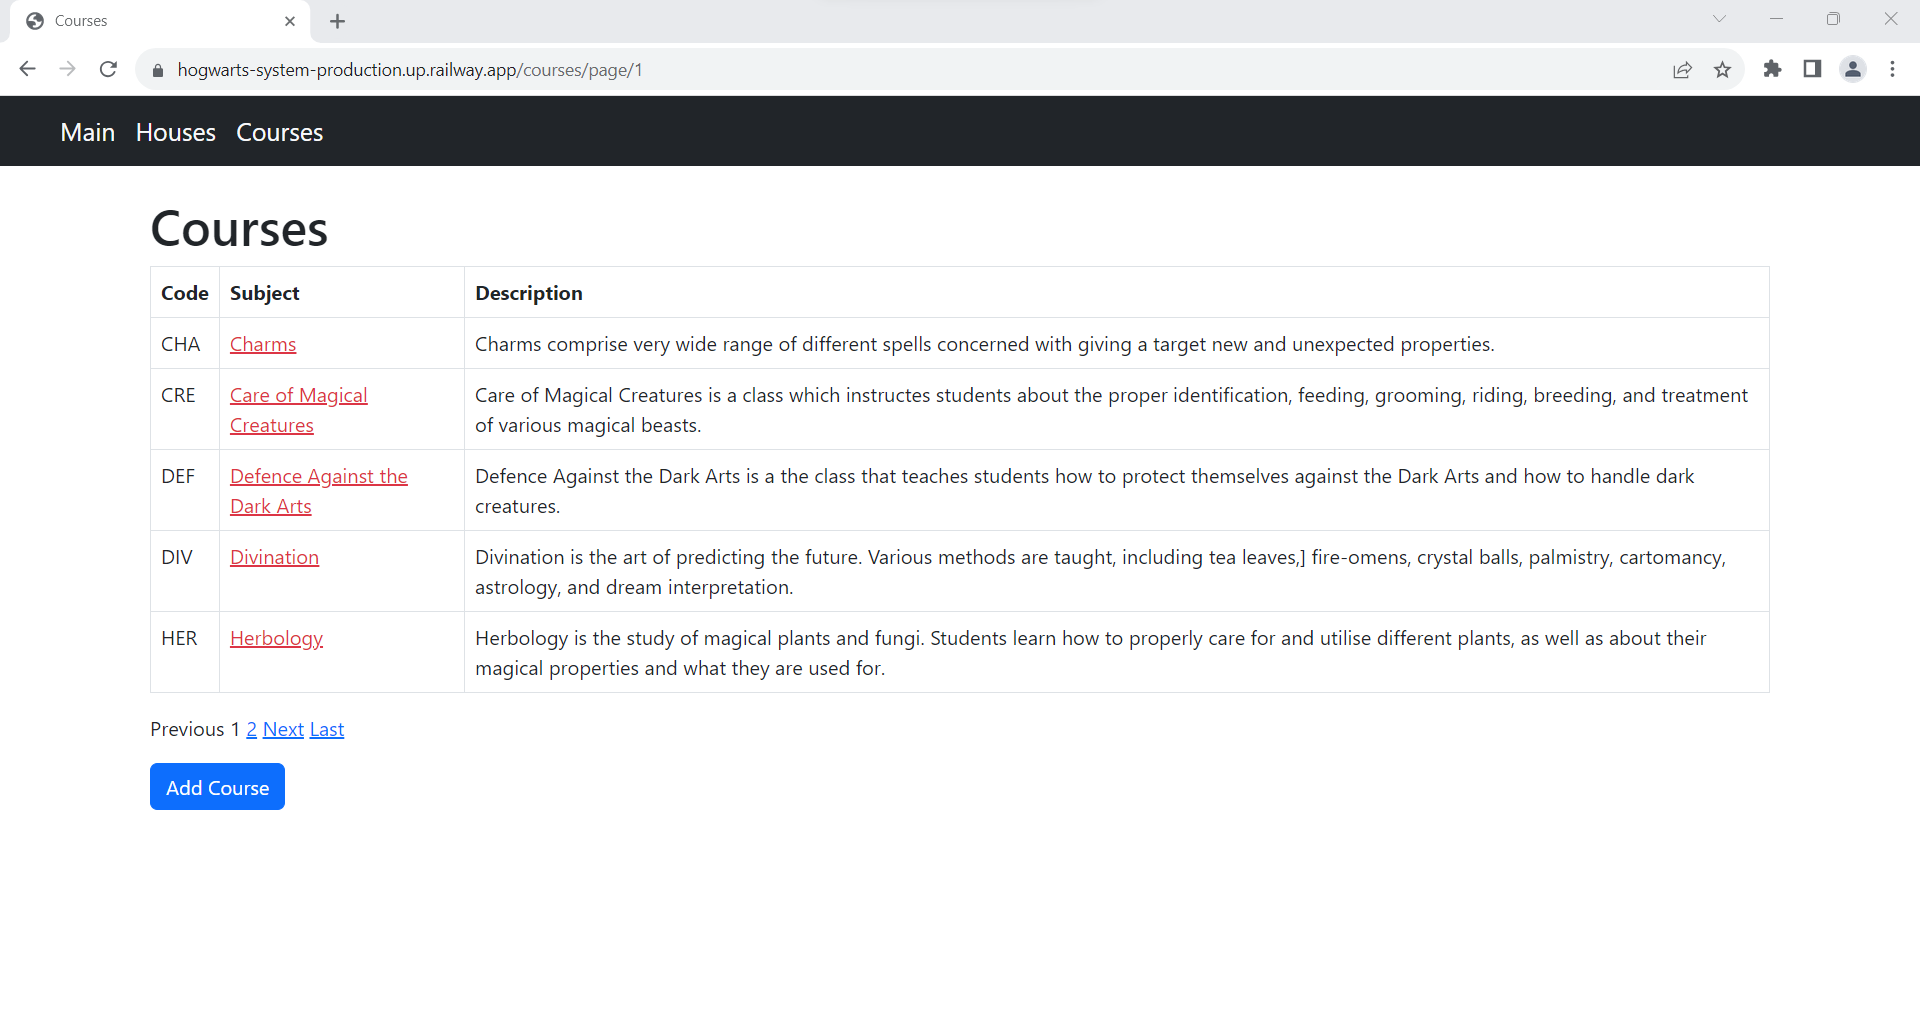 Courses
hogwarts-system-production.up.railway.app/courses/page/1
Main Houses Courses
Courses
Code Subject Description
CHA Charms Charms comprise very wide range of different spells concerned with giving a target new and unexpected properties.
CRE Care of Magical Care of Magical Creatures is a class which instructes students about the proper identification, feeding, grooming, riding, breeding, and treatment
Creatures of various magical beasts.
DEF Defence Against the Defence Against the Dark Arts is a the class that teaches students how to protect themselves against the Dark Arts and how to handle dark
Dark Arts creatures.
DIV Divination Divination is the art of predicting the future. Various methods are taught, including tea leaves,] fire-omens, crystal balls, palmistry, cartomancy,
astrology, and dream interpretation.
HER Herbology Herbology is the study of magical plants and fungi. Students learn how to properly care for and utilise different plants, as well as about their
magical properties and what they are used for.
Previous 1 2 Next Last
Add Course